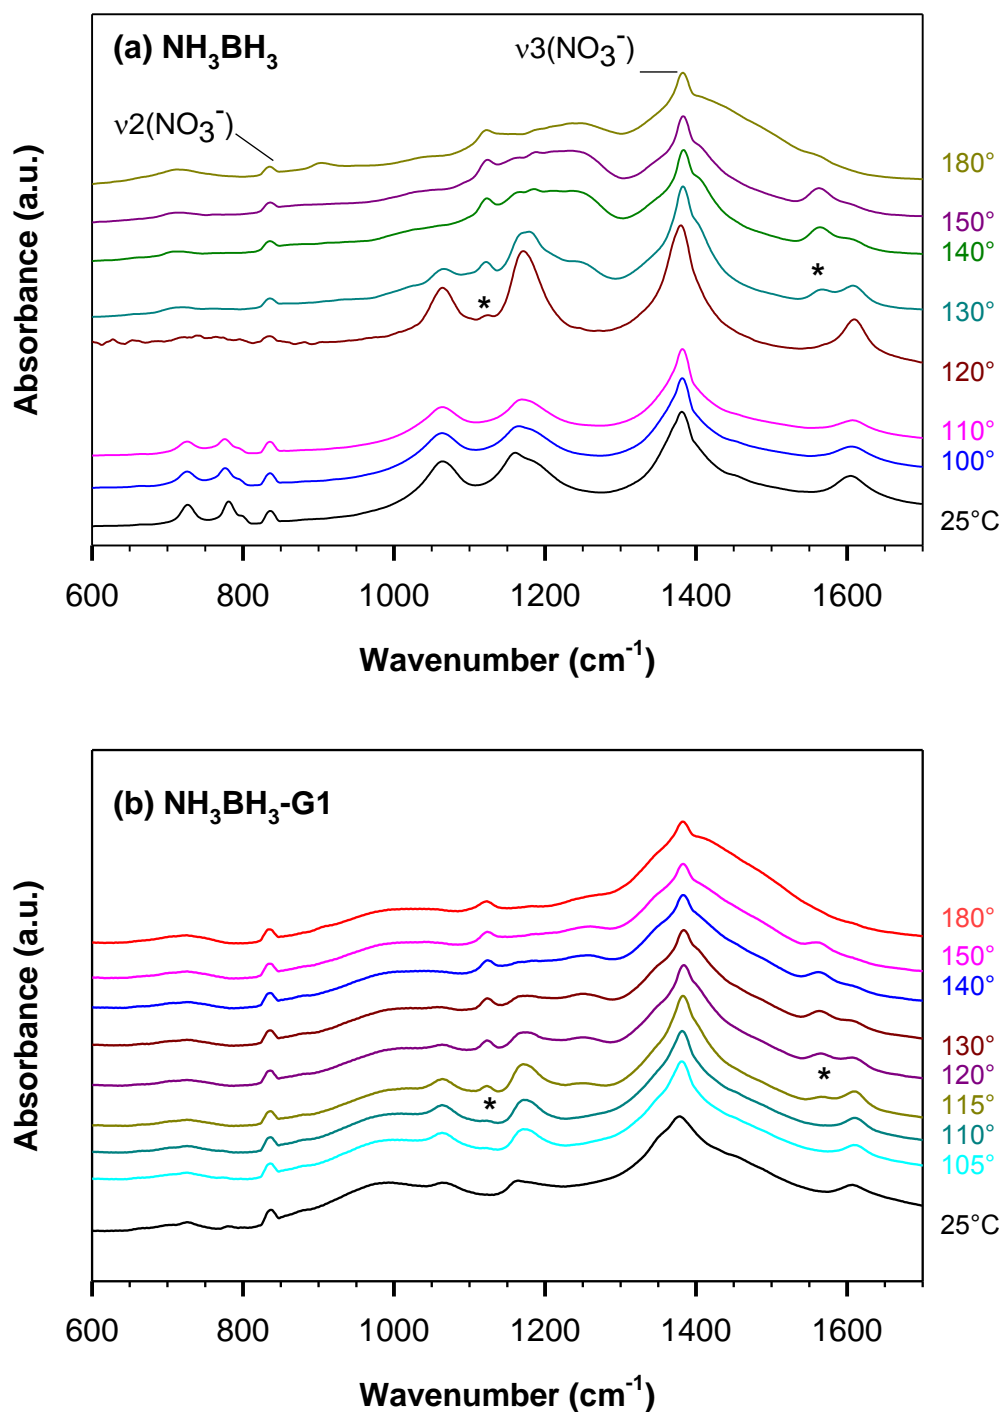 (a) NH₃BH₃
ν3(NO₃⁻)
ν2(NO₃⁻)
180°
150°
140°
*
130°
*
120°
110°
100°
25°C
Absorbance (a.u.)
600 800 1000 1200 1400 1600
Wavenumber (cm⁻¹)
(b) NH₃BH₃-G1
180°
150°
140°
130°
120°
*
115°
*
110°
105°
25°C
Absorbance (a.u.)
600 800 1000 1200 1400 1600
Wavenumber (cm⁻¹)